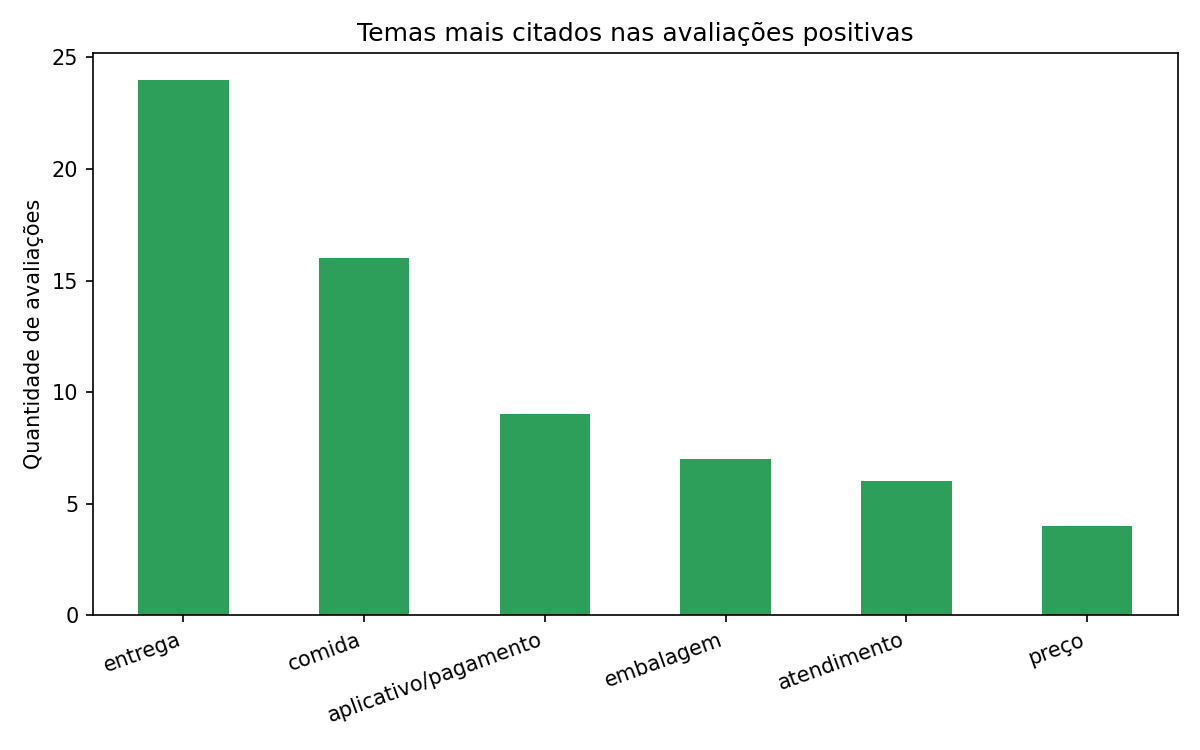 Temas mais citados nas avaliações positivas
Quantidade de avaliações
25
20
15
10
5
0
entrega
comida
aplicativo/pagamento
embalagem
atendimento
preço